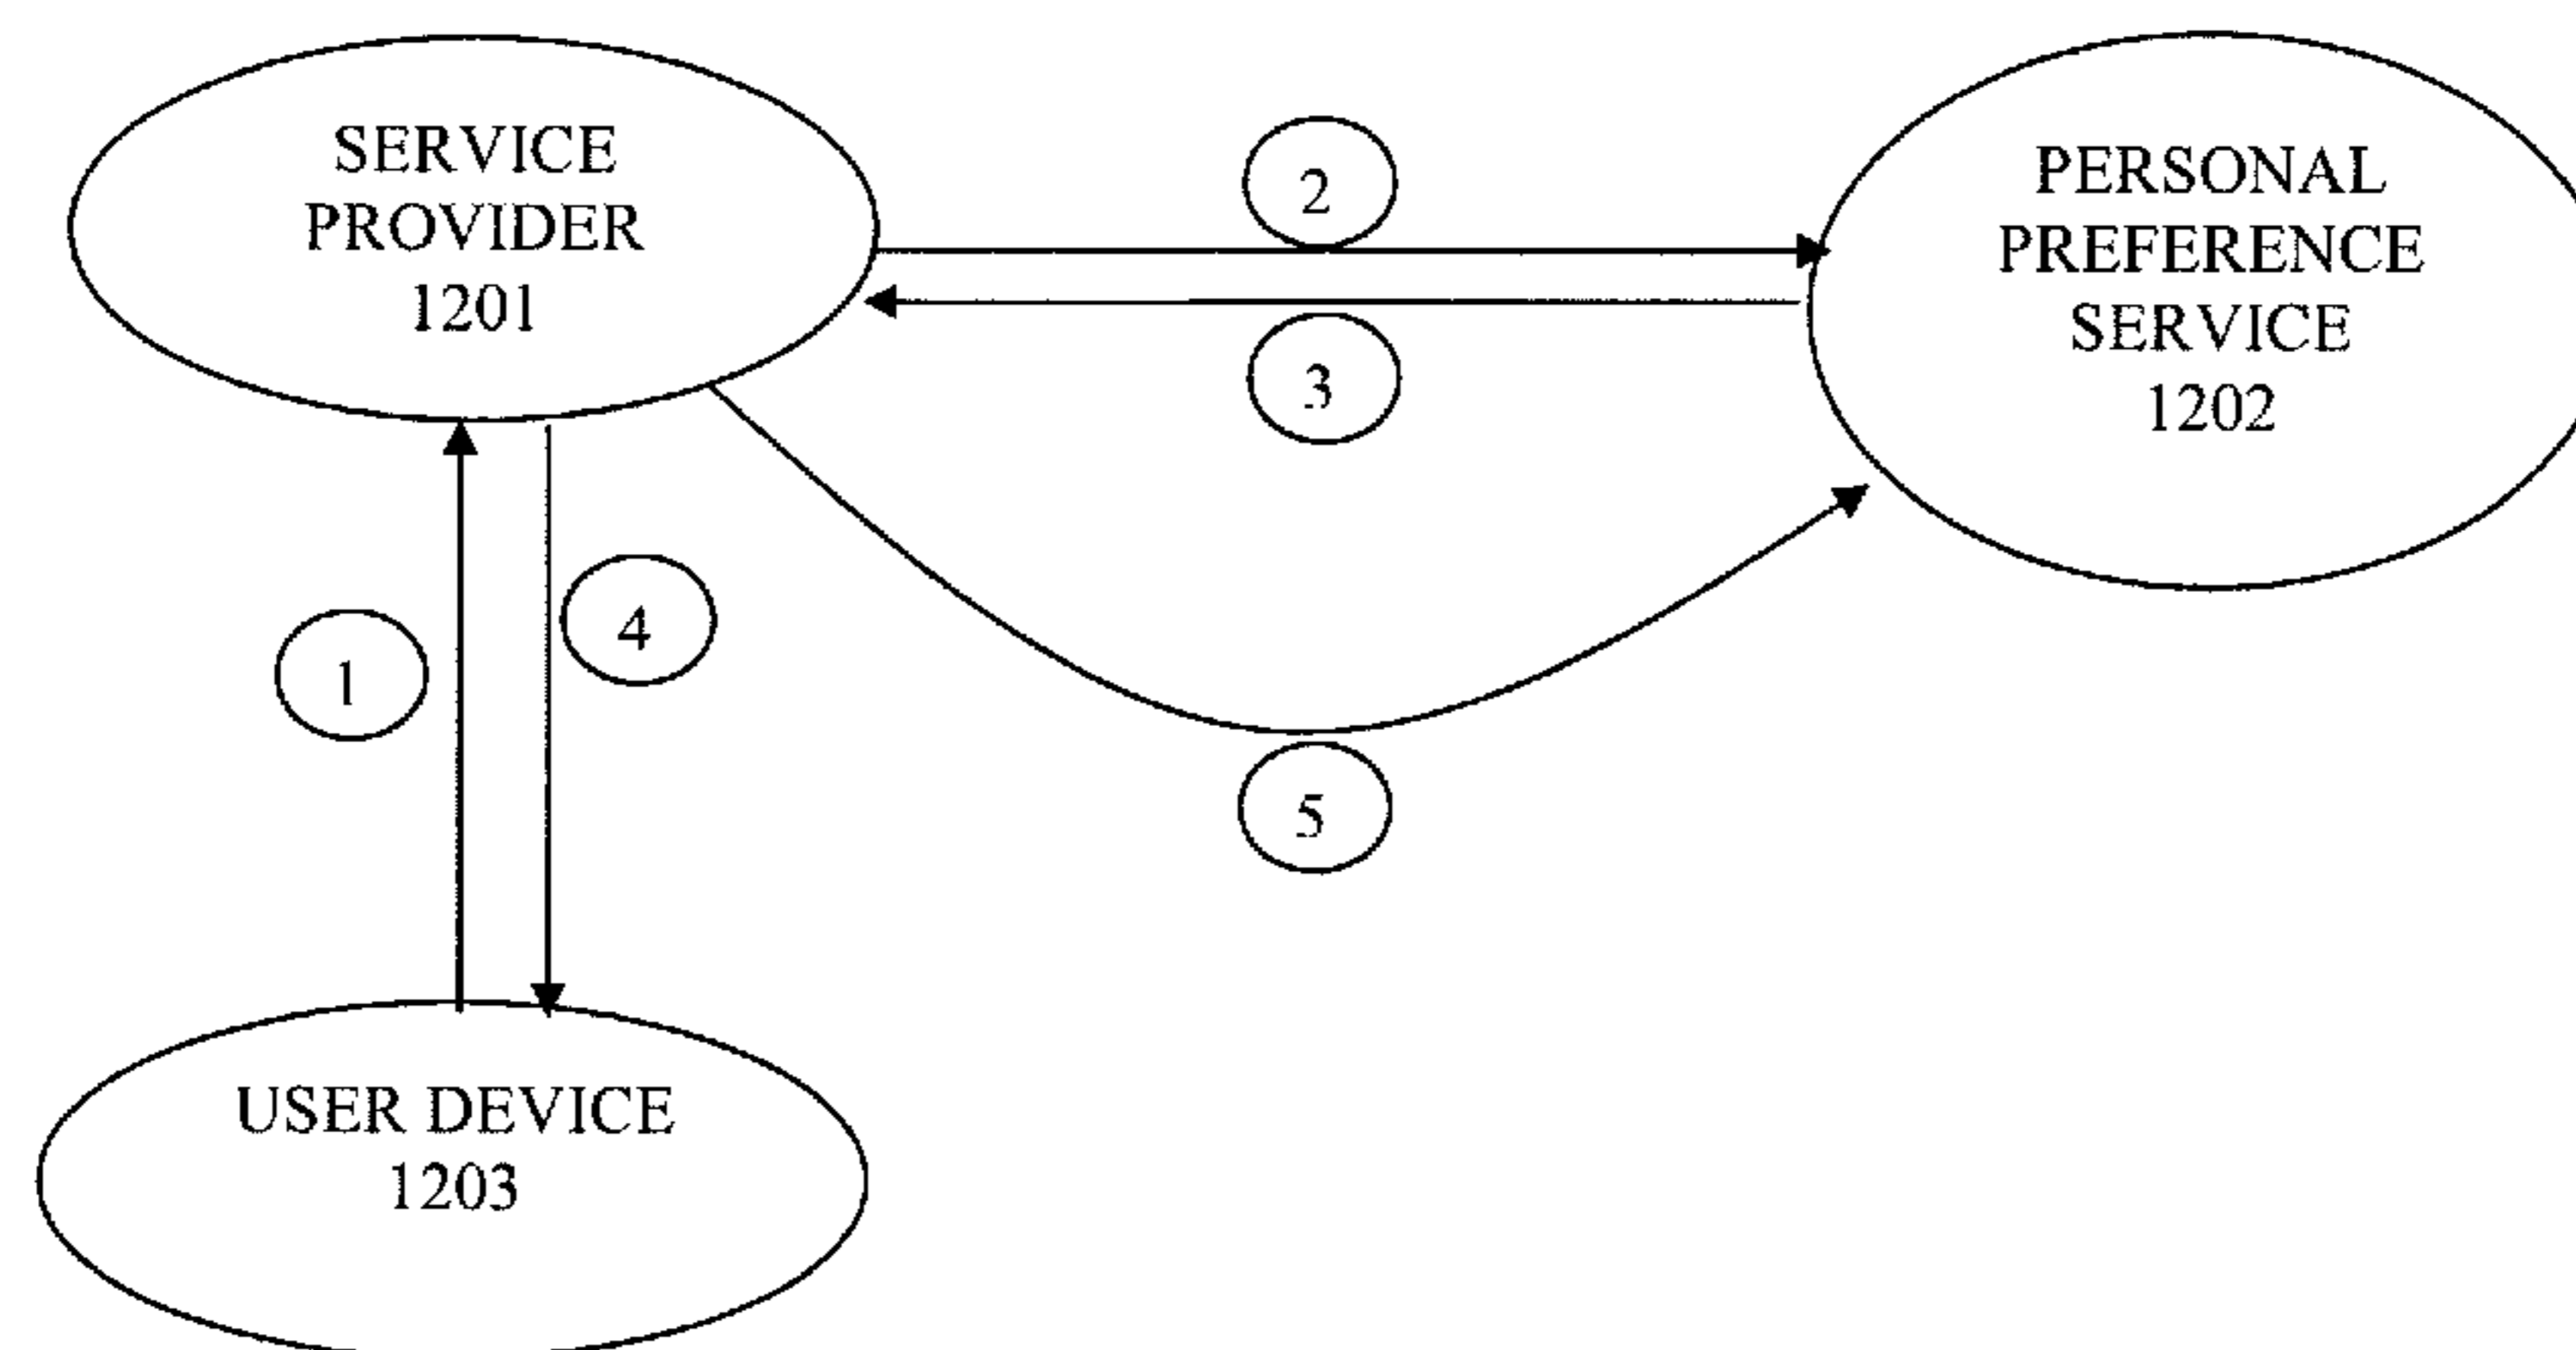 SERVICE
PROVIDER
1201
2
PERSONAL
PREFERENCE
SERVICE
1202
3
1
4
5
USER DEVICE
1203